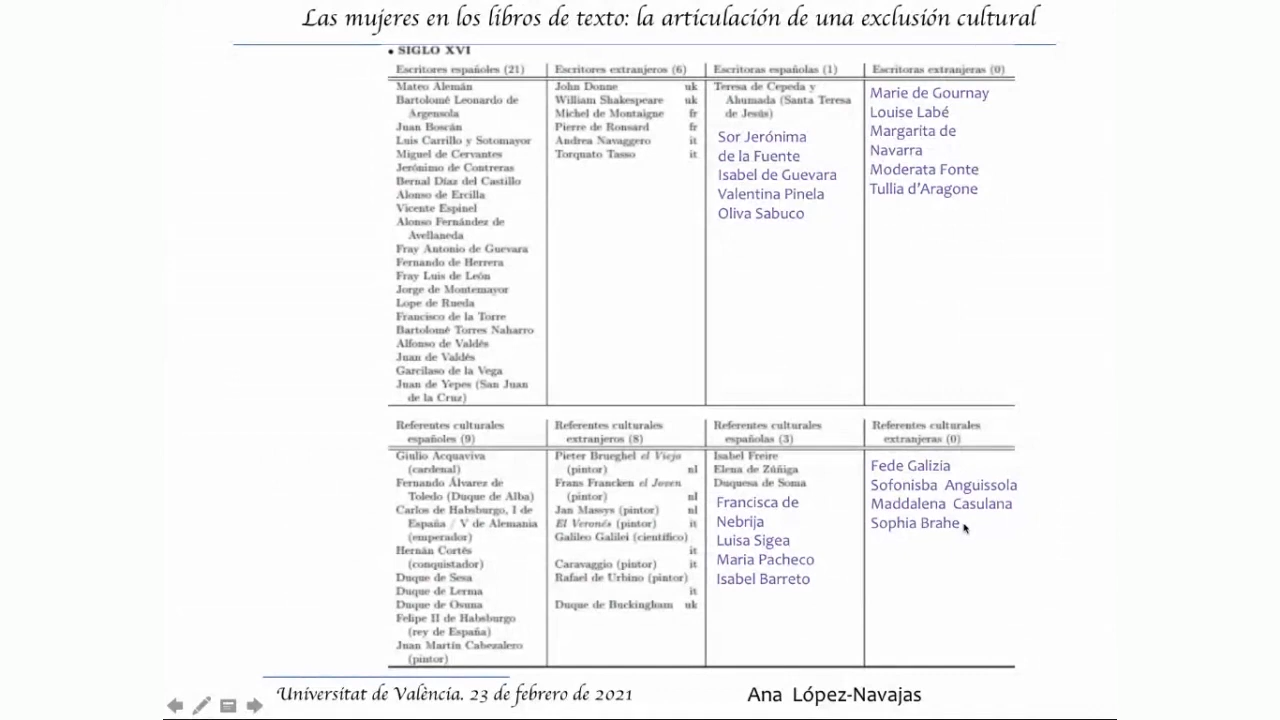 Las mujeres en los libros de texto: la articulación de una exclusión cultural
• SIGLO XVI
Escritores españoles (21)
Mateo Alemán
Bartolomé Leonardo de
Argensola
Juan Boscán
Luis Carrillo y Sotomayor
Miguel de Cervantes
Jerónimo de Contreras
Bernal Díaz del Castillo
Alonso de Ercilla
Vicente Espinel
Alonso Fernández de
Avellaneda
Fray Antonio de Guevara
Fernando de Herrera
Fray Luis de León
Jorge de Montemayor
Lope de Rueda
Francisco de la Torre
Bartolomé Torres Naharro
Alfonso de Valdés
Juan de Valdés
Garcilaso de la Vega
Juan de Yepes (San Juan
de la Cruz)
Escritores extranjeros (6)
John Donne uk
William Shakespeare uk
Michel de Montaigne fr
Pierre de Ronsard fr
Andrea Navaggero it
Torquato Tasso it
Escritoras españolas (1)
Teresa de Cepeda y
Ahumada (Santa Teresa
de Jesús)
Sor Jerónima
de la Fuente
Isabel de Guevara
Valentina Pinela
Oliva Sabuco
Escritoras extranjeras (0)
Marie de Gournay
Louise Labé
Margarita de
Navarra
Moderata Fonte
Tullia d'Aragone
Referentes culturales
españoles (9)
Giulio Acquaviva
(cardenal)
Fernando Álvarez de
Toledo (Duque de Alba)
Carlos de Habsburgo, I de
España / V de Alemania
(emperador)
Hernán Cortés
(conquistador)
Duque de Sesa
Duque de Lerma
Duque de Osuna
Felipe II de Habsburgo
(rey de España)
Juan Martín Cabezalero
(pintor)
Referentes culturales
extranjeros (8)
Pieter Brueghel el Viejo
(pintor) nl
Frans Francken el Joven
(pintor) nl
Jan Massys (pintor) nl
El Veronés (pintor) it
Galileo Galilei (científico)
it
Caravaggio (pintor) it
Rafael de Urbino (pintor)
it
Duque de Buckingham uk
Referentes culturales
españolas (3)
Isabel Freire
Elena de Zúñiga
Duquesa de Soma
Francisca de
Nebrija
Luisa Sigea
Maria Pacheco
Isabel Barreto
Referentes culturales
extranjeras (0)
Fede Galizia
Sofonisba Anguissola
Maddalena Casulana
Sophia Brahe
Universitat de València. 23 de febrero de 2021
Ana López-Navajas